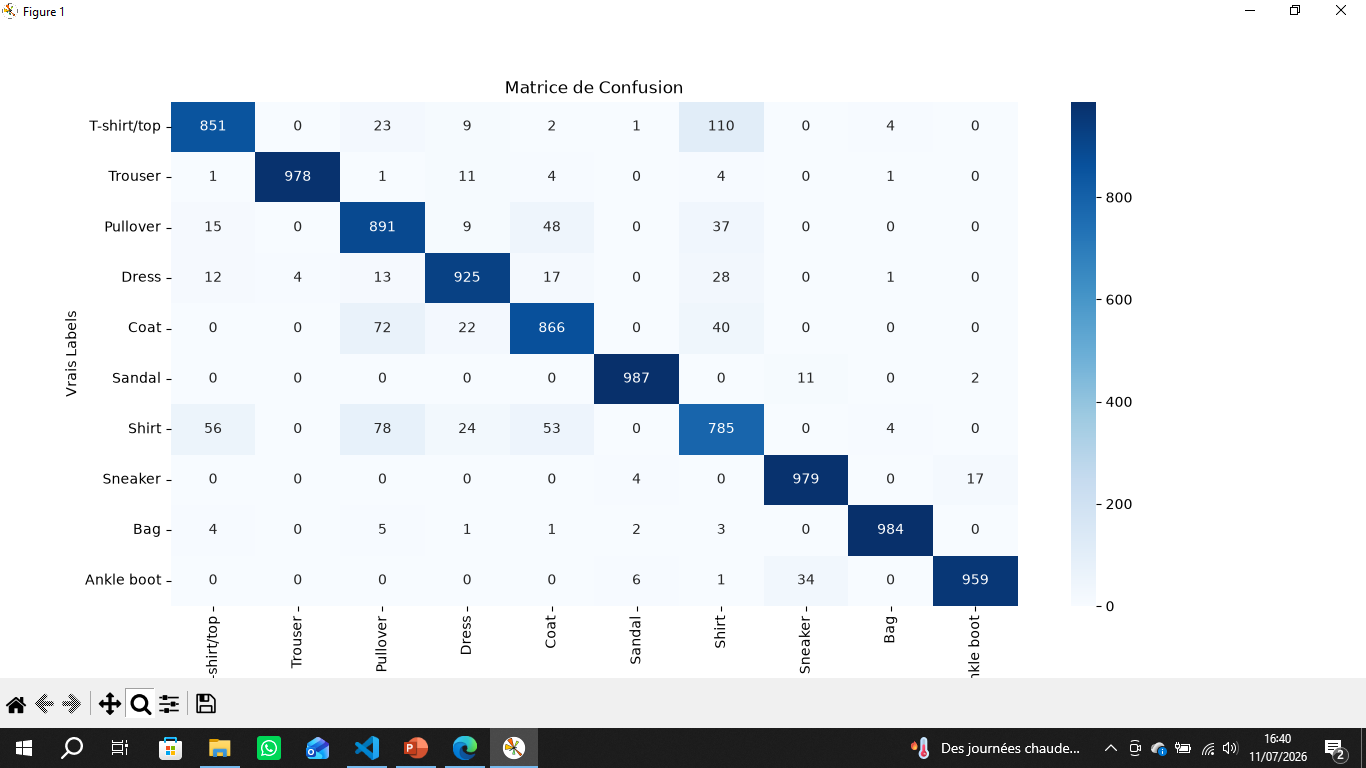 Figure 1
Matrice de Confusion
T-shirt/top 851 0 23 9 2 1 110 0 4 0
Trouser 1 978 1 11 4 0 4 0 1 0
Pullover 15 0 891 9 48 0 37 0 0 0
Dress 12 4 13 925 17 0 28 0 1 0
Coat 0 0 72 22 866 0 40 0 0 0
Sandal 0 0 0 0 0 987 0 11 0 2
Shirt 56 0 78 24 53 0 785 0 4 0
Sneaker 0 0 0 0 0 4 0 979 0 17
Bag 4 0 5 1 1 2 3 0 984 0
Ankle boot 0 0 0 0 0 6 1 34 0 959
Vrais Labels
-shirt/top Trouser Pullover Dress Coat Sandal Shirt Sneaker Bag nkle boot
800
600
400
200
0
Des journées chaude...
16:40
11/07/2026
2